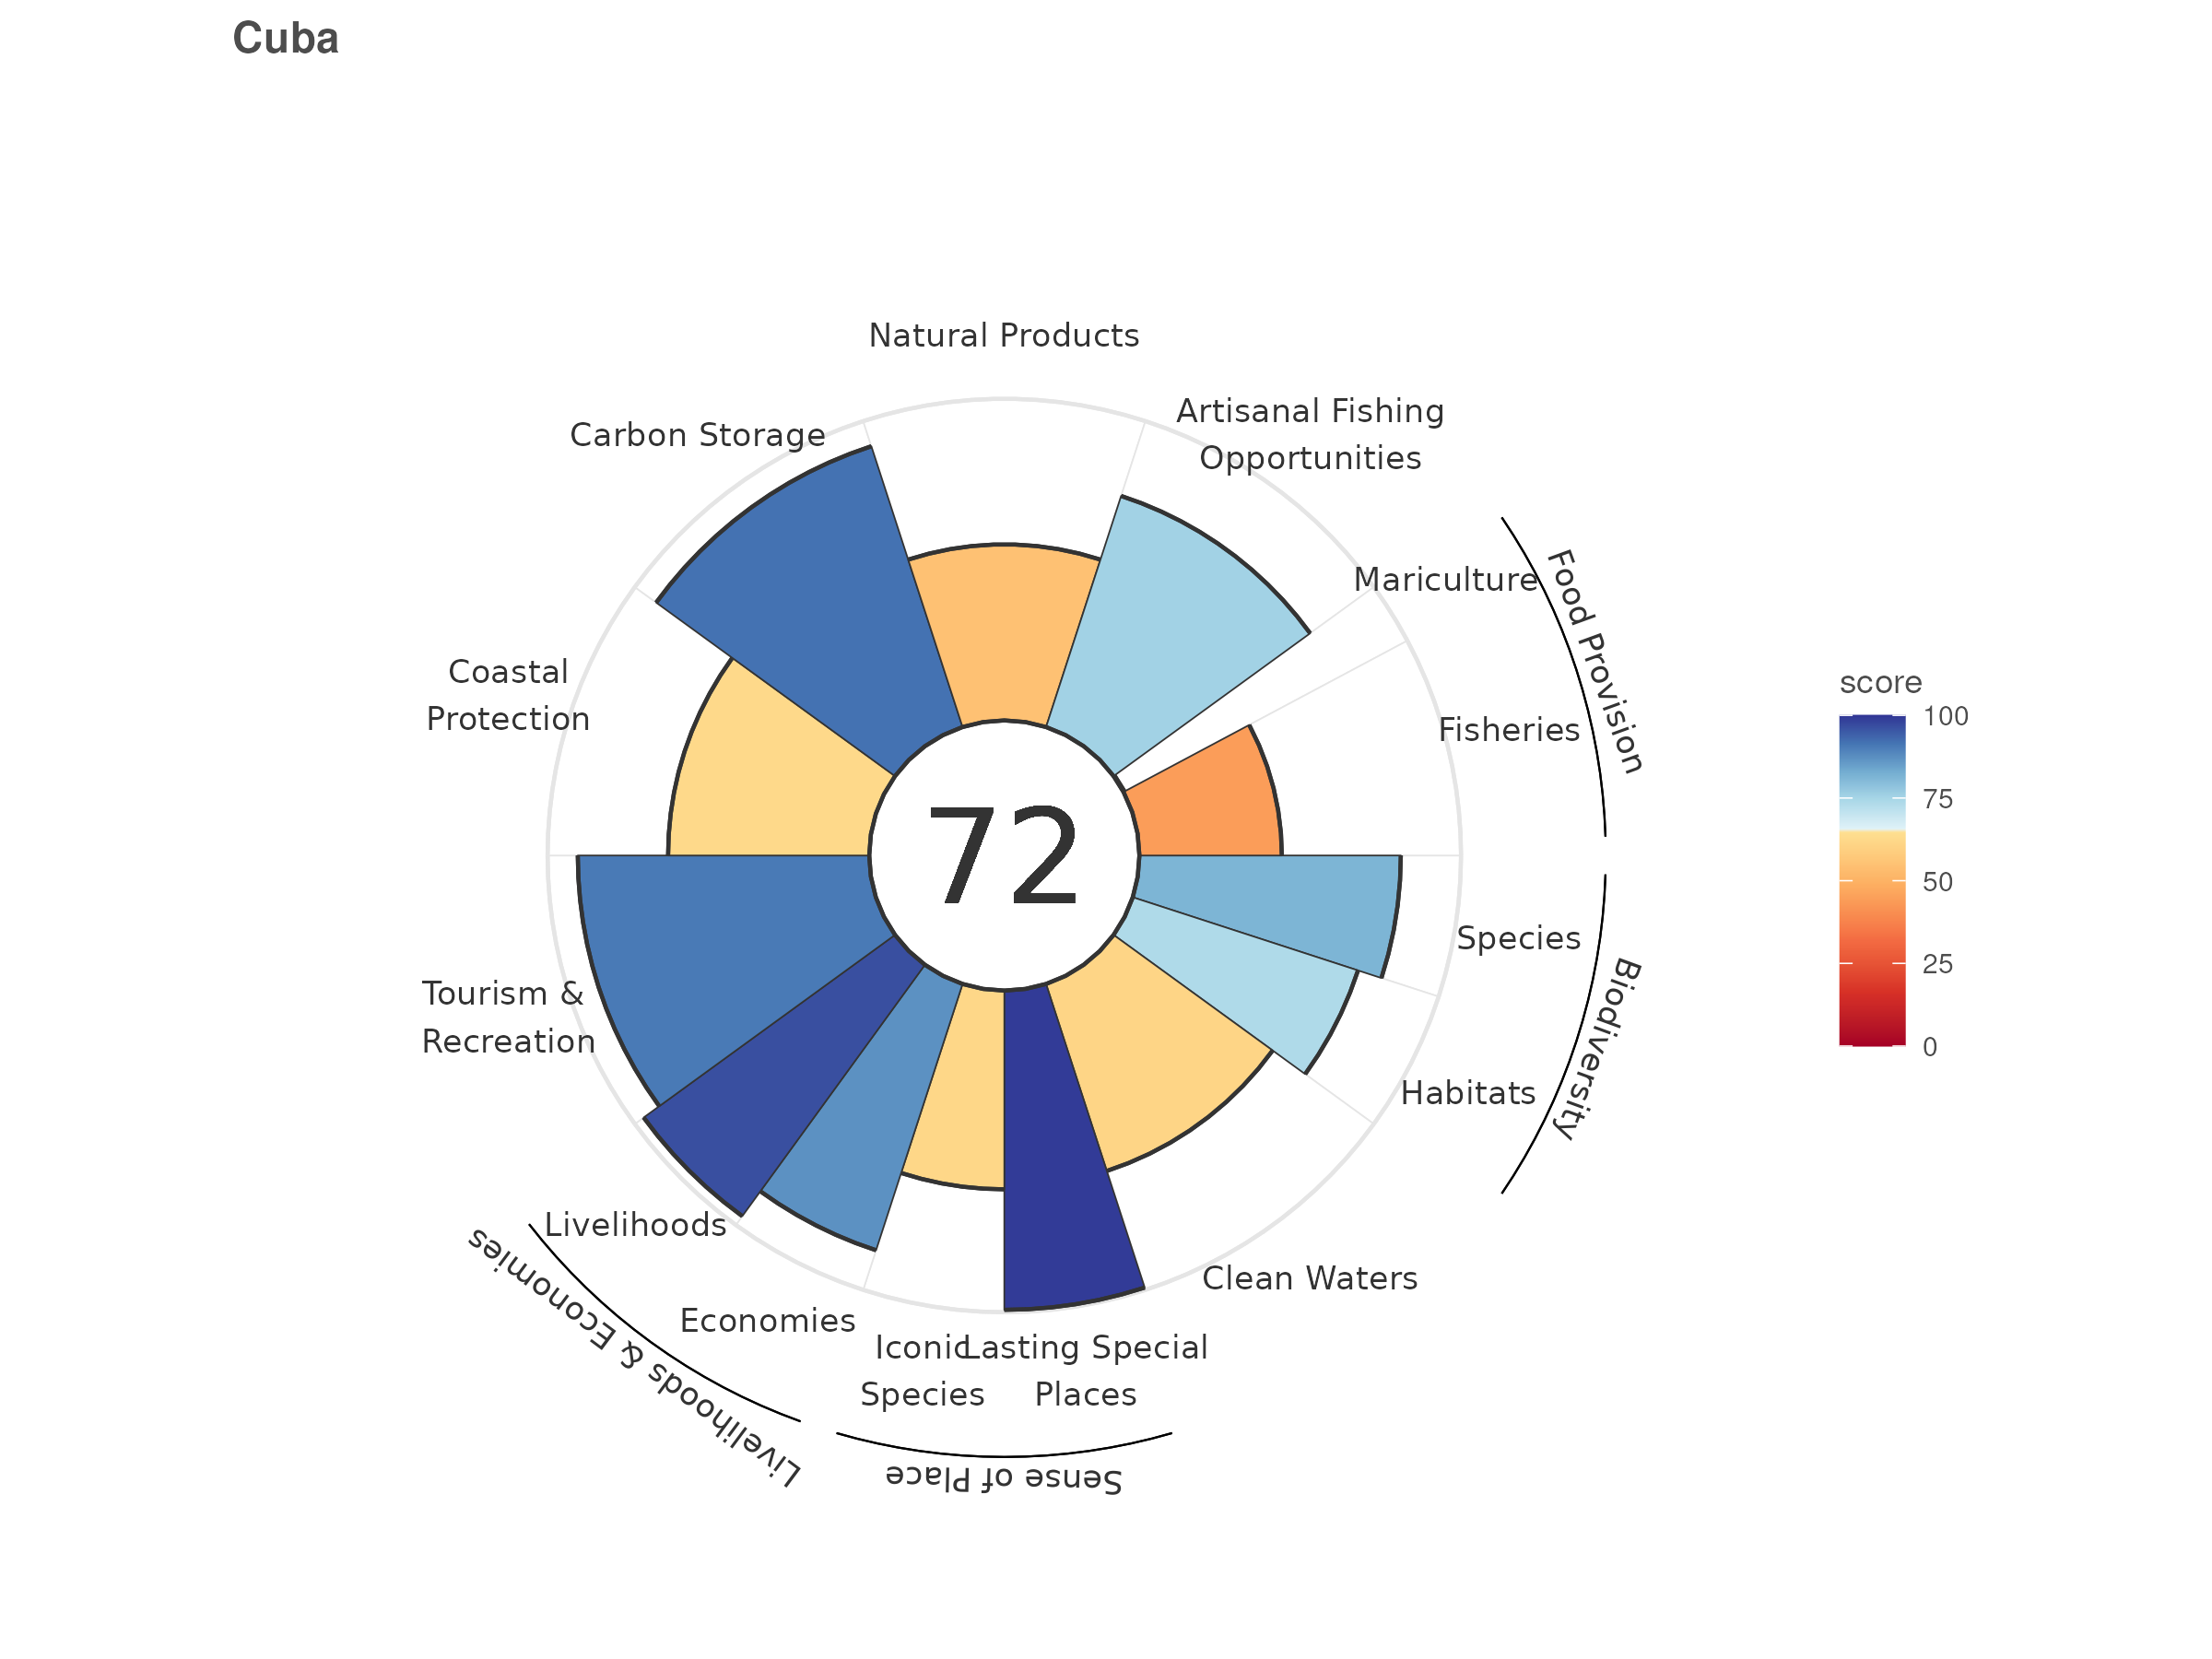 Cuba
Natural Products
Artisanal Fishing
Opportunities
Carbon Storage
Mariculture
Food Provision
Fisheries
Coastal
Protection
score
100
75
50
25
0
72
Species
Biodiversity
Habitats
Tourism &
Recreation
Livelihoods
Livelihoods & Economies
Economies
Clean Waters
Iconic
Species
Lasting Special
Places
Sense of Place